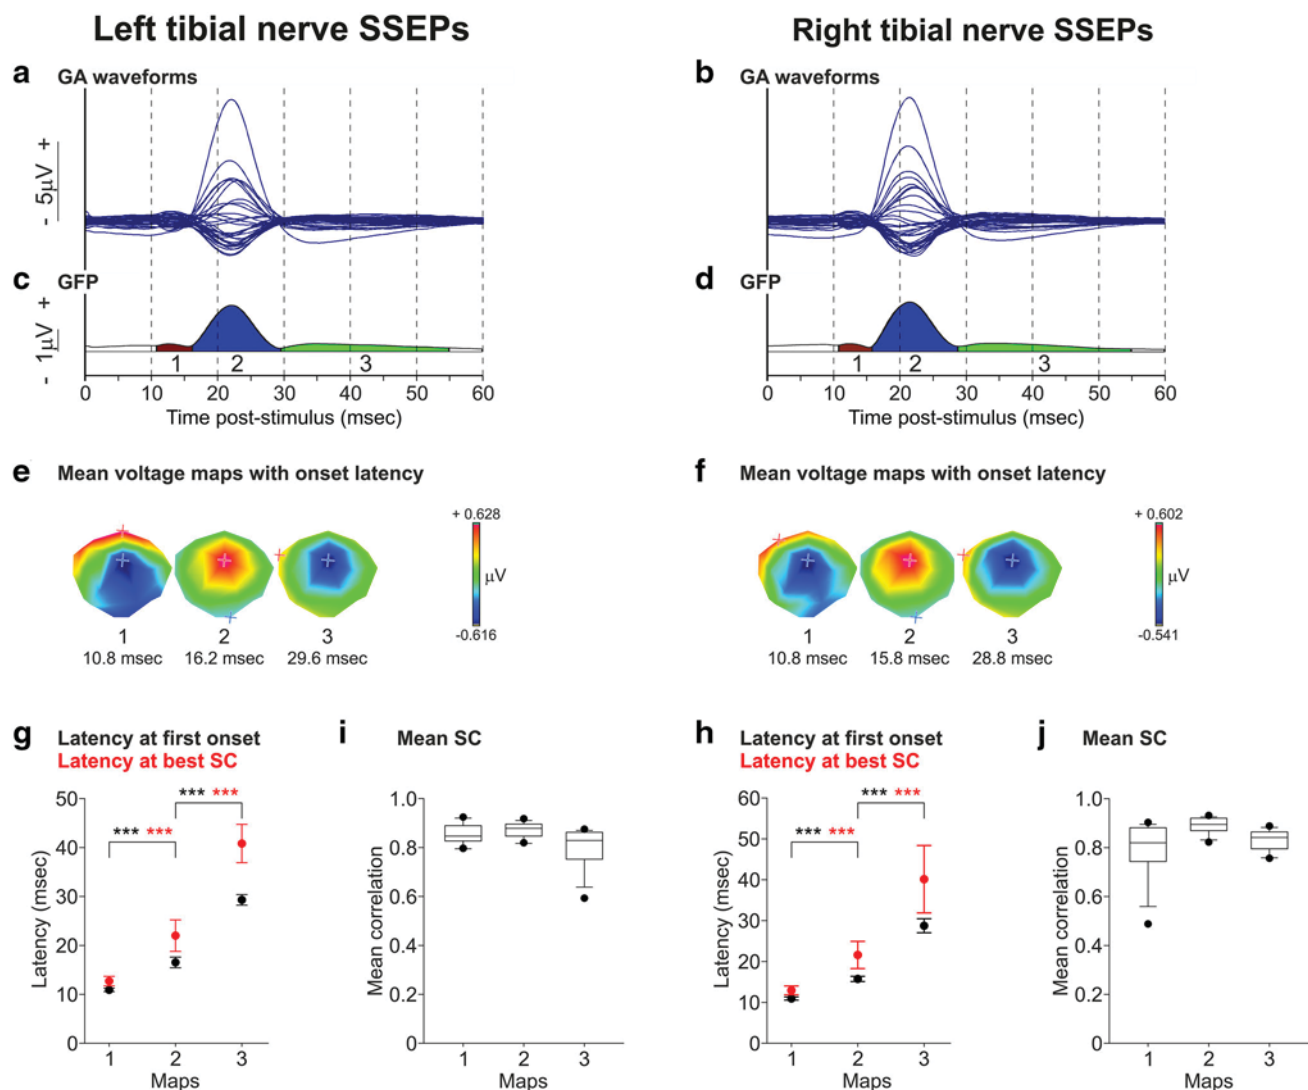 Left tibial nerve SSEPs
Right tibial nerve SSEPs
a GA waveforms
- 5μV +
c GFP
- 1μV +
1 2 3
0 10 20 30 40 50 60
Time post-stimulus (msec)
b GA waveforms
d GFP
1 2 3
0 10 20 30 40 50 60
Time post-stimulus (msec)
e Mean voltage maps with onset latency
+ 0.628
μV
-0.616
1 2 3
10.8 msec 16.2 msec 29.6 msec
f Mean voltage maps with onset latency
+ 0.602
μV
-0.541
1 2 3
10.8 msec 15.8 msec 28.8 msec
g Latency at first onset
Latency at best SC
*** ***
*** ***
50
40
30
20
10
0
Latency (msec)
1 2 3
Maps
i Mean SC
1.0
0.8
0.6
0.4
0.2
0
Mean correlation
1 2 3
Maps
h Latency at first onset
Latency at best SC
*** ***
*** ***
60
50
40
30
20
10
0
Latency (msec)
1 2 3
Maps
j Mean SC
1.0
0.8
0.6
0.4
0.2
0
Mean correlation
1 2 3
Maps